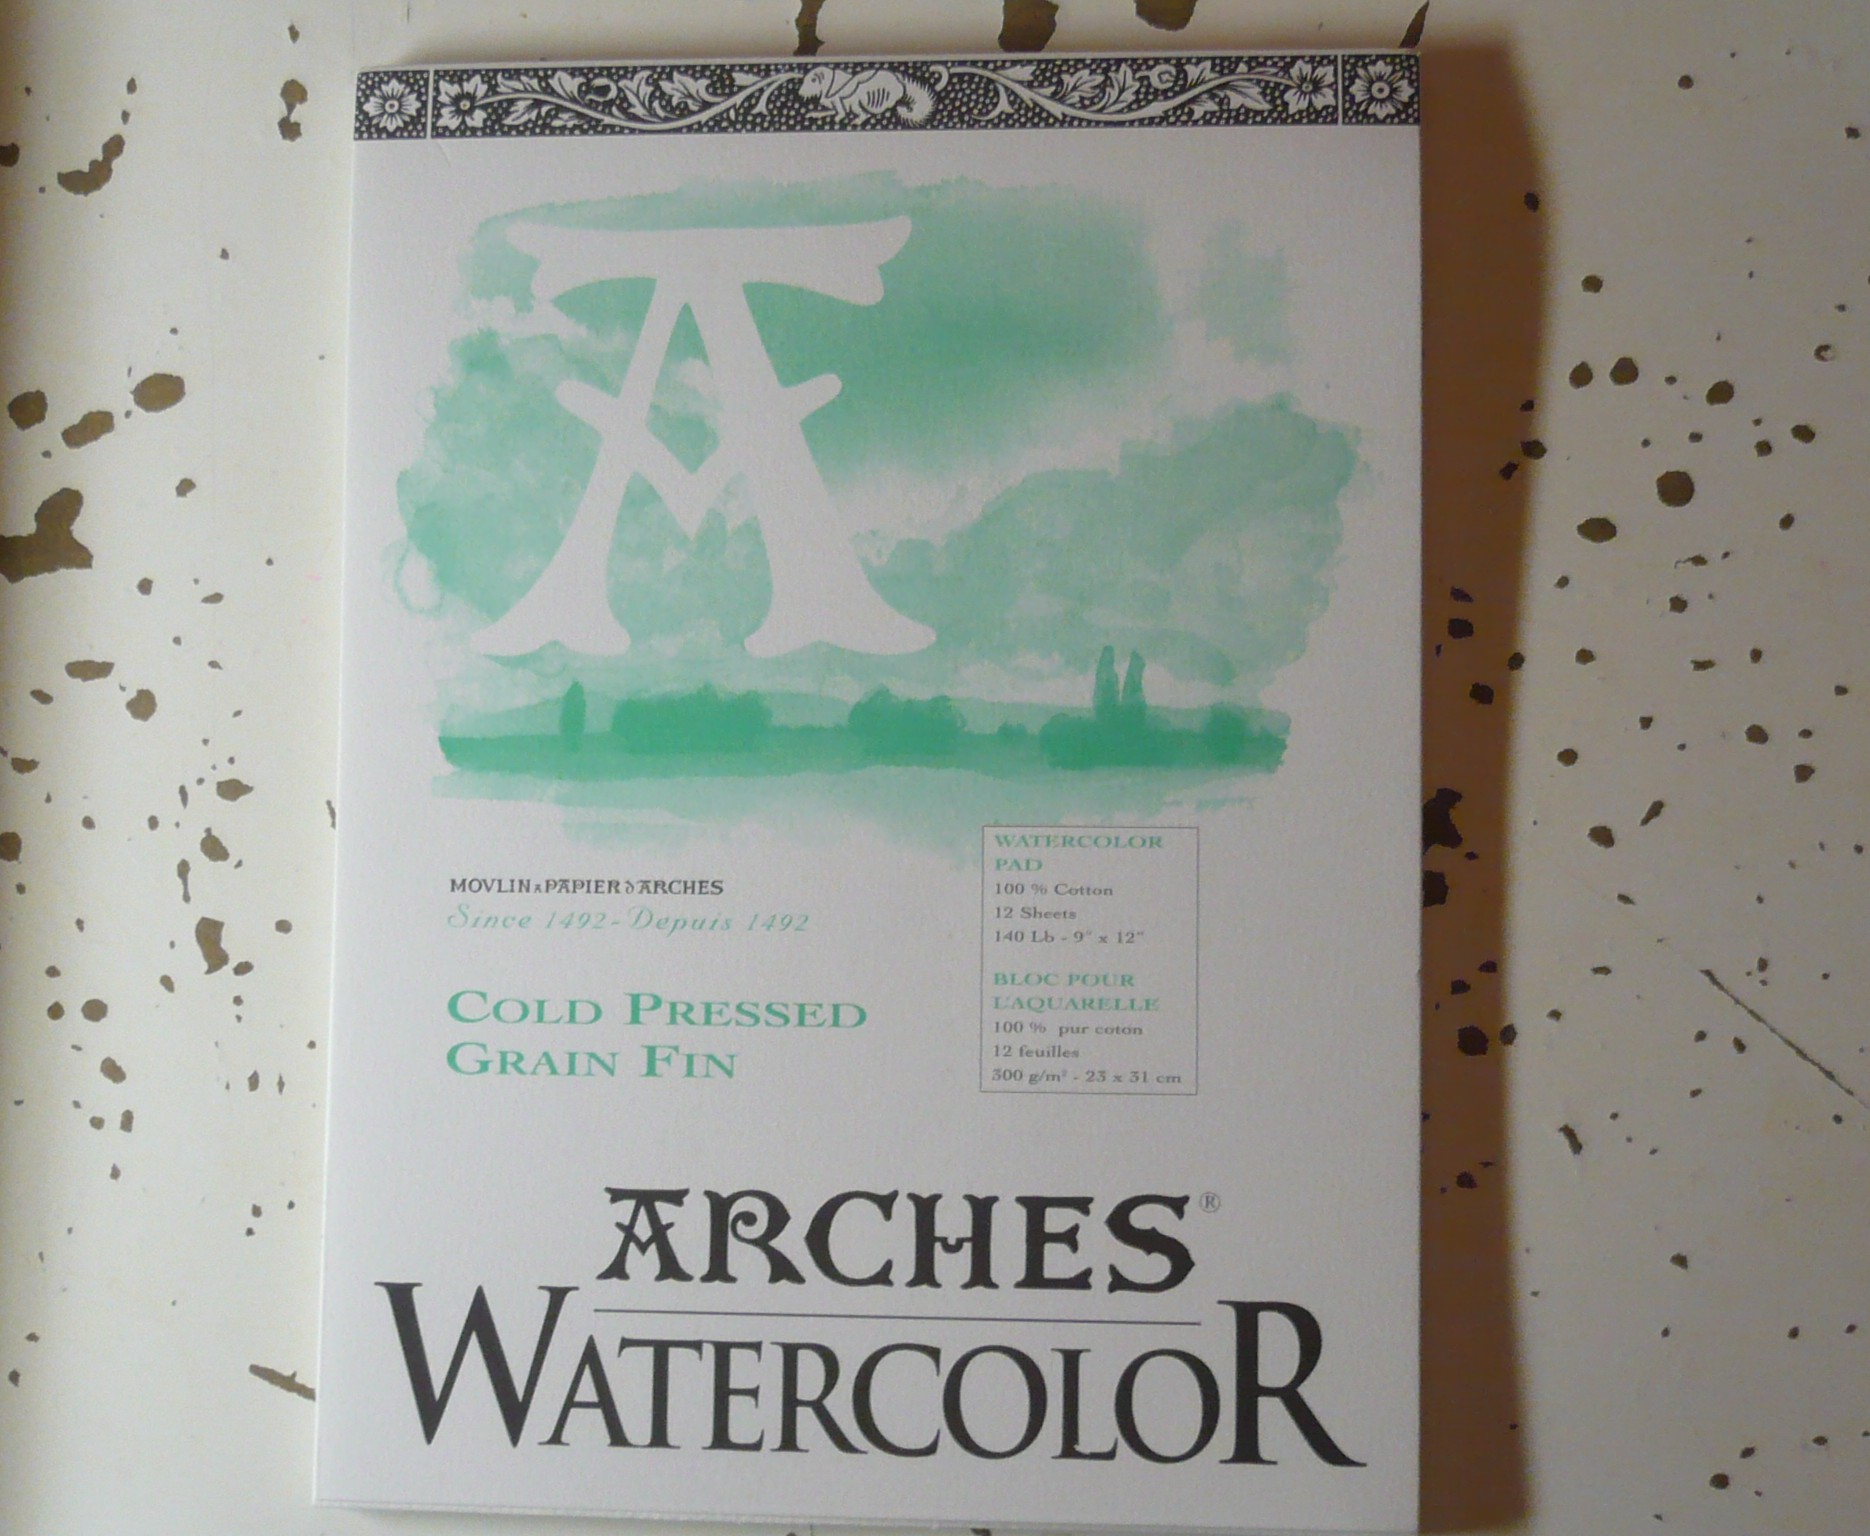 A
MOVLIN À PAPIER d ARCHES
Since 1492-Depuis 1492
COLD PRESSED
GRAIN FIN
WATERCOLOR
PAD
100 % Cotton
12 Sheets
140 Lb - 9" x 12"
BLOC POUR
L'AQUARELLE
100 % pur coton
12 feuilles
300 g/m² - 23 x 31 cm
ARCHES®
WATERCOLOR